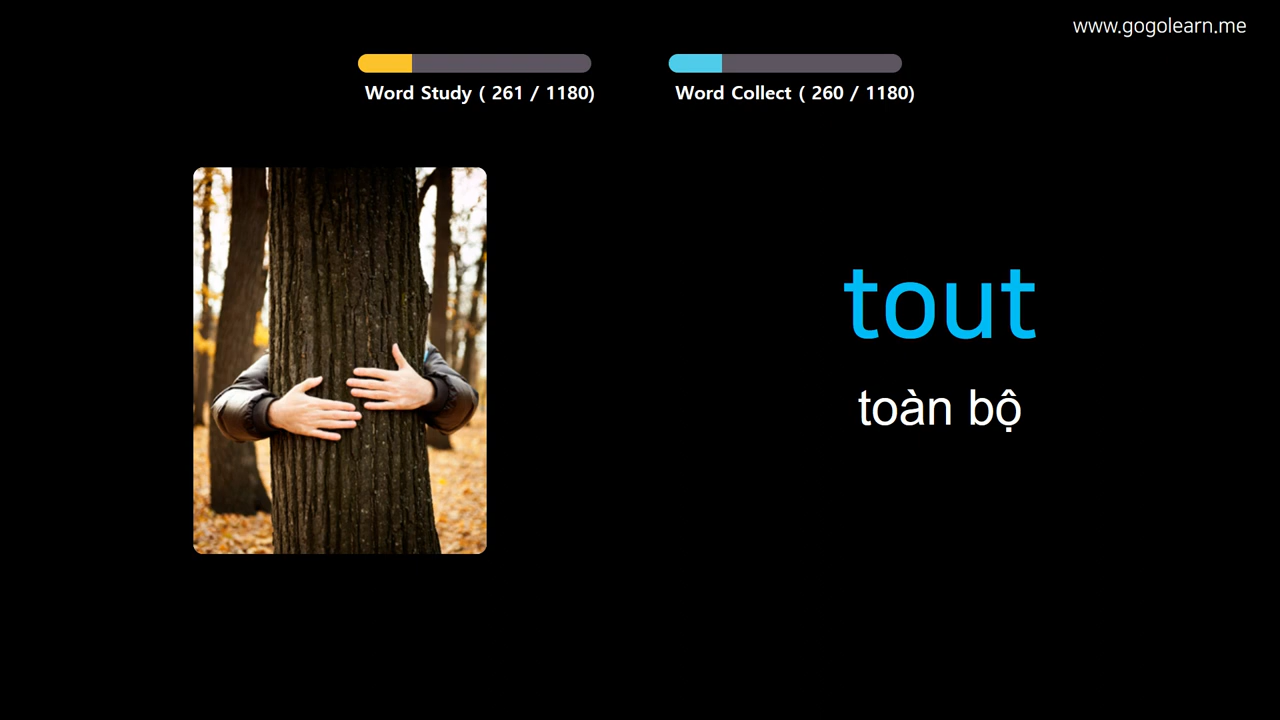 www.gogolearn.me
Word Study ( 261 / 1180)
Word Collect ( 260 / 1180)
tout
toàn bộ